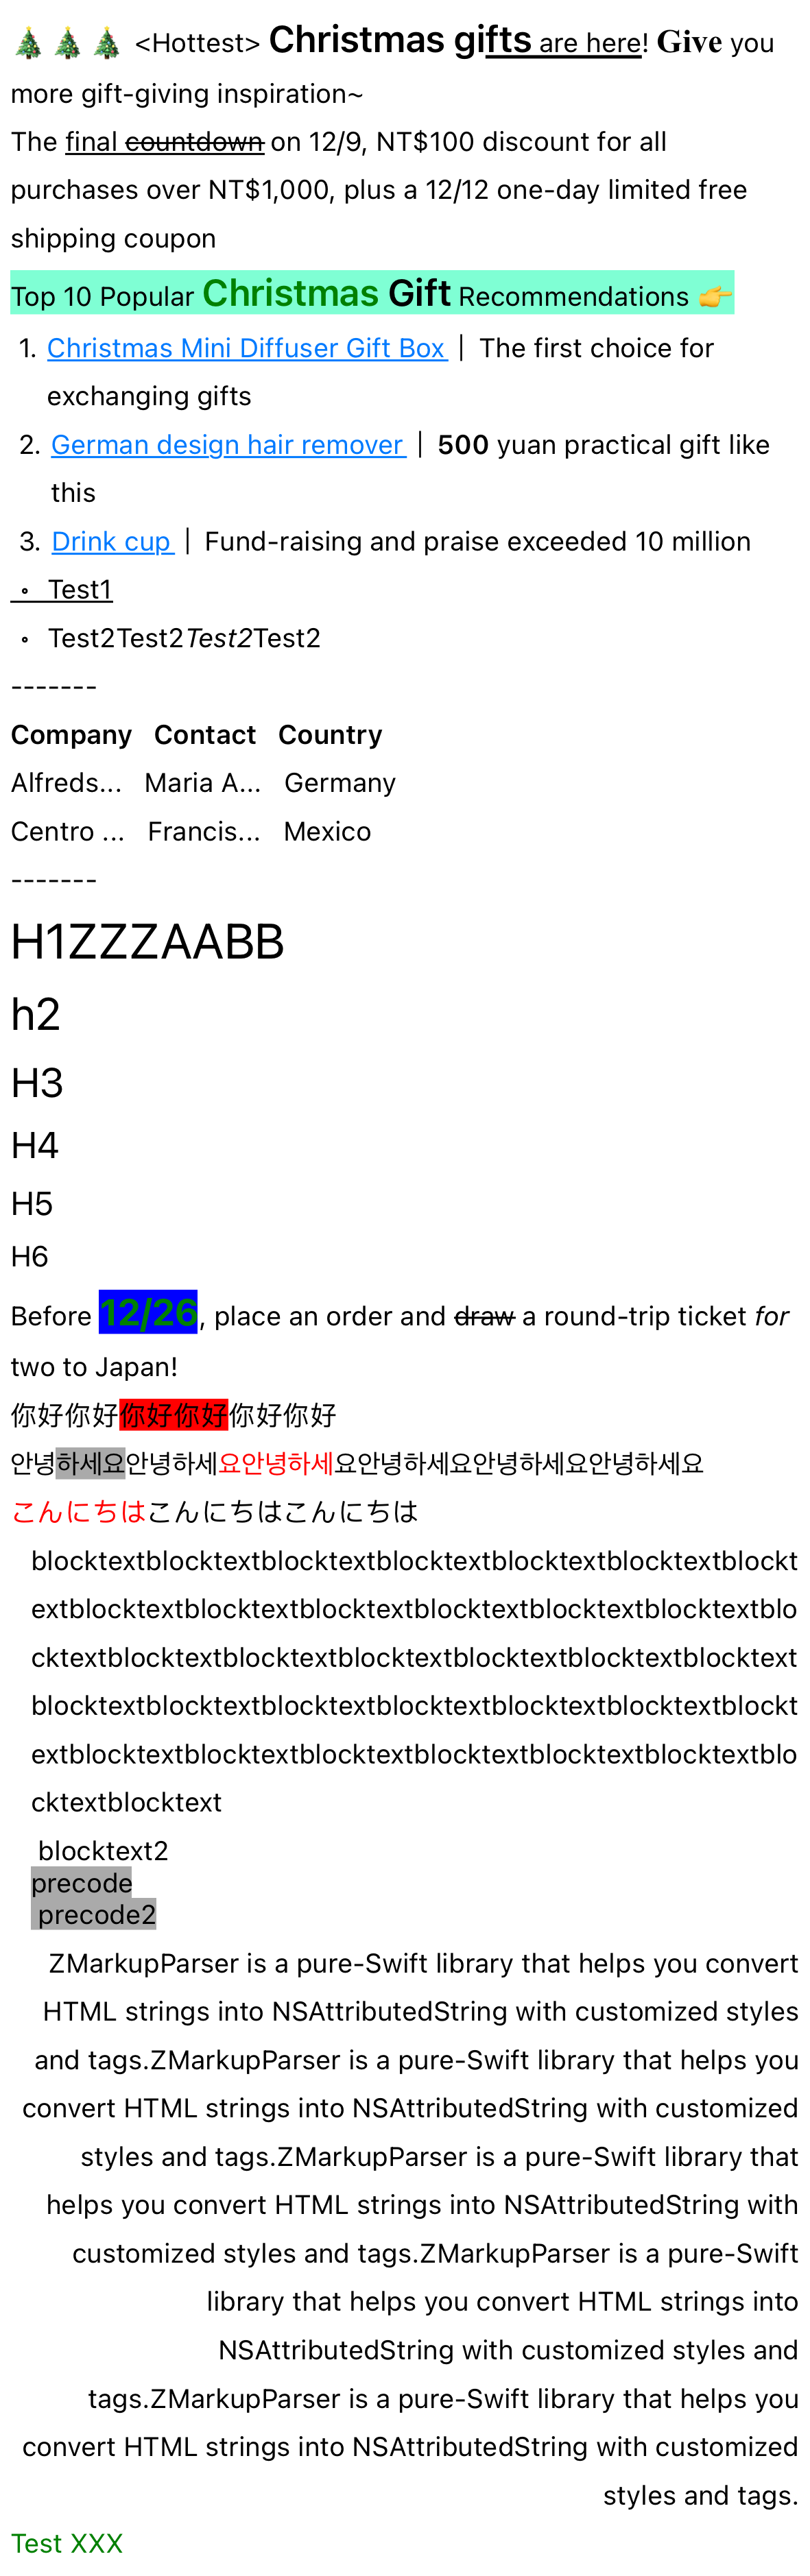 🎄🎄🎄 <Hottest> Christmas gifts are here! Give you
more gift-giving inspiration~
The final countdown on 12/9, NT$100 discount for all
purchases over NT$1,000, plus a 12/12 one-day limited free
shipping coupon
Top 10 Popular Christmas Gift Recommendations 👉
1. Christmas Mini Diffuser Gift Box | The first choice for
exchanging gifts
2. German design hair remover | 500 yuan practical gift like
this
3. Drink cup | Fund-raising and praise exceeded 10 million
◦ Test1
◦ Test2Test2Test2Test2
-------
Company Contact Country
Alfreds... Maria A... Germany
Centro ... Francis... Mexico
-------
H1ZZZAABB
h2
H3
H4
H5
H6
Before 12/26, place an order and draw a round-trip ticket for
two to Japan!
你好你好你好你好你好你好
안녕하세요안녕하세요안녕하세요안녕하세요안녕하세요안녕하세요
こんにちはこんにちはこんにちは
blocktextblocktextblocktextblocktextblocktextblocktextblockt
extblocktextblocktextblocktextblocktextblocktextblocktextblo
cktextblocktextblocktextblocktextblocktextblocktextblocktext
blocktextblocktextblocktextblocktextblocktextblocktextblockt
extblocktextblocktextblocktextblocktextblocktextblocktextblo
cktextblocktext
blocktext2
precode
precode2
ZMarkupParser is a pure-Swift library that helps you convert
HTML strings into NSAttributedString with customized styles
and tags.ZMarkupParser is a pure-Swift library that helps you
convert HTML strings into NSAttributedString with customized
styles and tags.ZMarkupParser is a pure-Swift library that
helps you convert HTML strings into NSAttributedString with
customized styles and tags.ZMarkupParser is a pure-Swift
library that helps you convert HTML strings into
NSAttributedString with customized styles and
tags.ZMarkupParser is a pure-Swift library that helps you
convert HTML strings into NSAttributedString with customized
styles and tags.
Test XXX